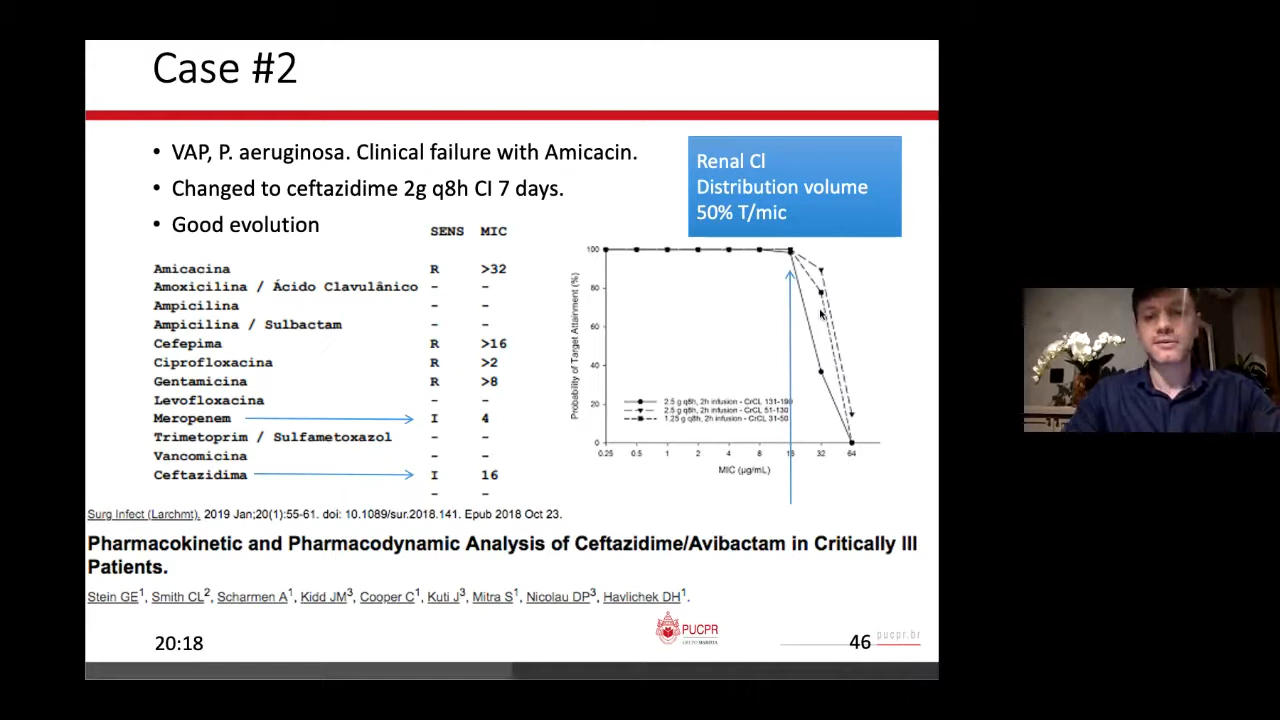 Case #2
• VAP, P. aeruginosa. Clinical failure with Amicacin.
• Changed to ceftazidime 2g q8h CI 7 days.
• Good evolution
Renal Cl
Distribution volume
50% T/mic
SENS MIC
Amicacina R >32
Amoxicilina / Ácido Clavulânico - -
Ampicilina - -
Ampicilina / Sulbactam - -
Cefepima R >16
Ciprofloxacina R >2
Gentamicina R >8
Levofloxacina - -
Meropenem I 4
Trimetoprim / Sulfametoxazol - -
Vancomicina - -
Ceftazidima I 16
- -
Probability of Target Attainment (%)
100
80
60
40
20
0
2.5 g q8h, 2h infusion - CrCL 131-190
2.5 g q8h, 2h infusion - CrCL 51-130
1.25 g q8h, 2h infusion - CrCL 31-50
0.25 0.5 1 2 4 8 16 32 64
MIC (µg/mL)
Surg Infect (Larchmt). 2019 Jan;20(1):55-61. doi: 10.1089/sur.2018.141. Epub 2018 Oct 23.
Pharmacokinetic and Pharmacodynamic Analysis of Ceftazidime/Avibactam in Critically Ill
Patients.
Stein GE1, Smith CL2, Scharmen A1, Kidd JM3, Cooper C1, Kuti J3, Mitra S1, Nicolau DP3, Havlichek DH1.
20:18
PUCPR
GRUPO MARISTA
46
pucpr.br